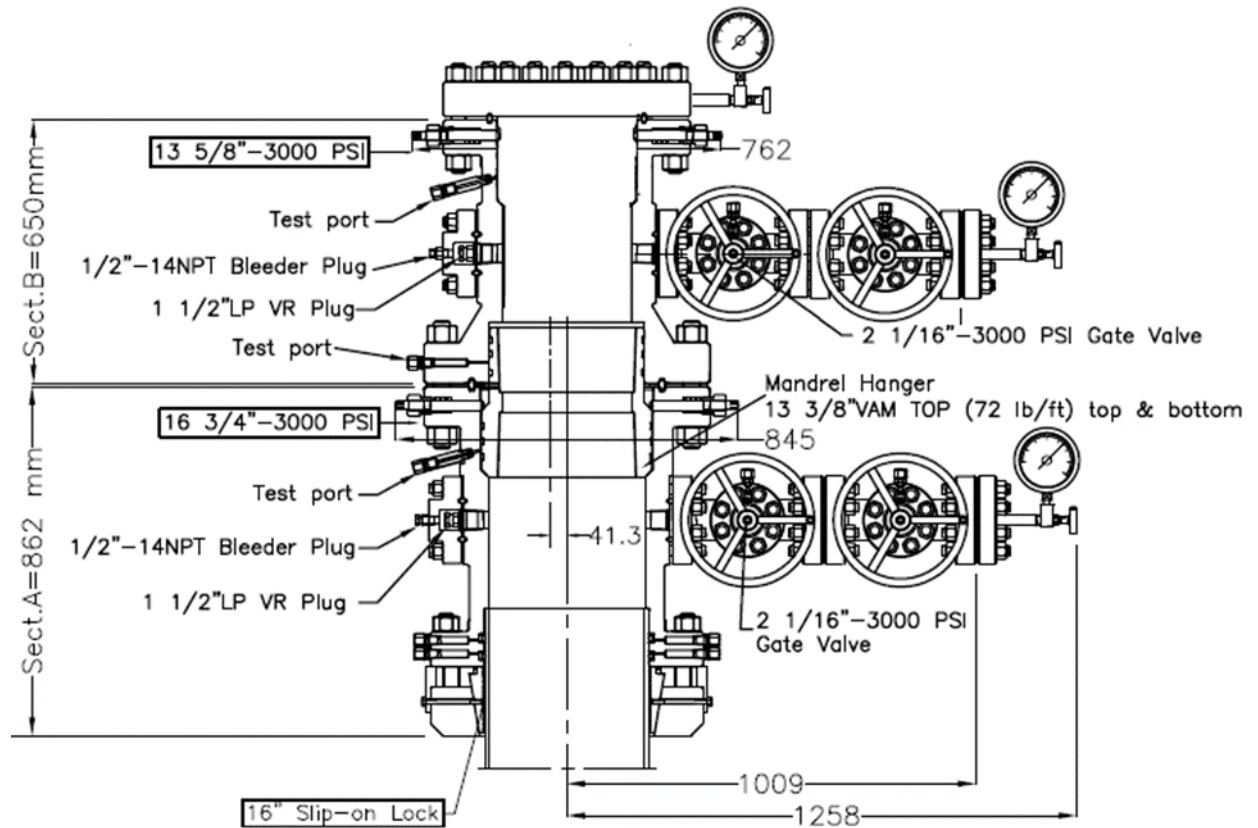 13 5/8"-3000 PSI
762
Sect.B=650mm
Test port
1/2"-14NPT Bleeder Plug
1 1/2"LP VR Plug
2 1/16"-3000 PSI Gate Valve
Test port
Mandrel Hanger
13 3/8"VAM TOP (72 lb/ft) top & bottom
16 3/4"-3000 PSI
845
Sect.A=862 mm
Test port
41.3
1/2"-14NPT Bleeder Plug
1 1/2"LP VR Plug
2 1/16"-3000 PSI
Gate Valve
1009
16" Slip-on Lock
1258